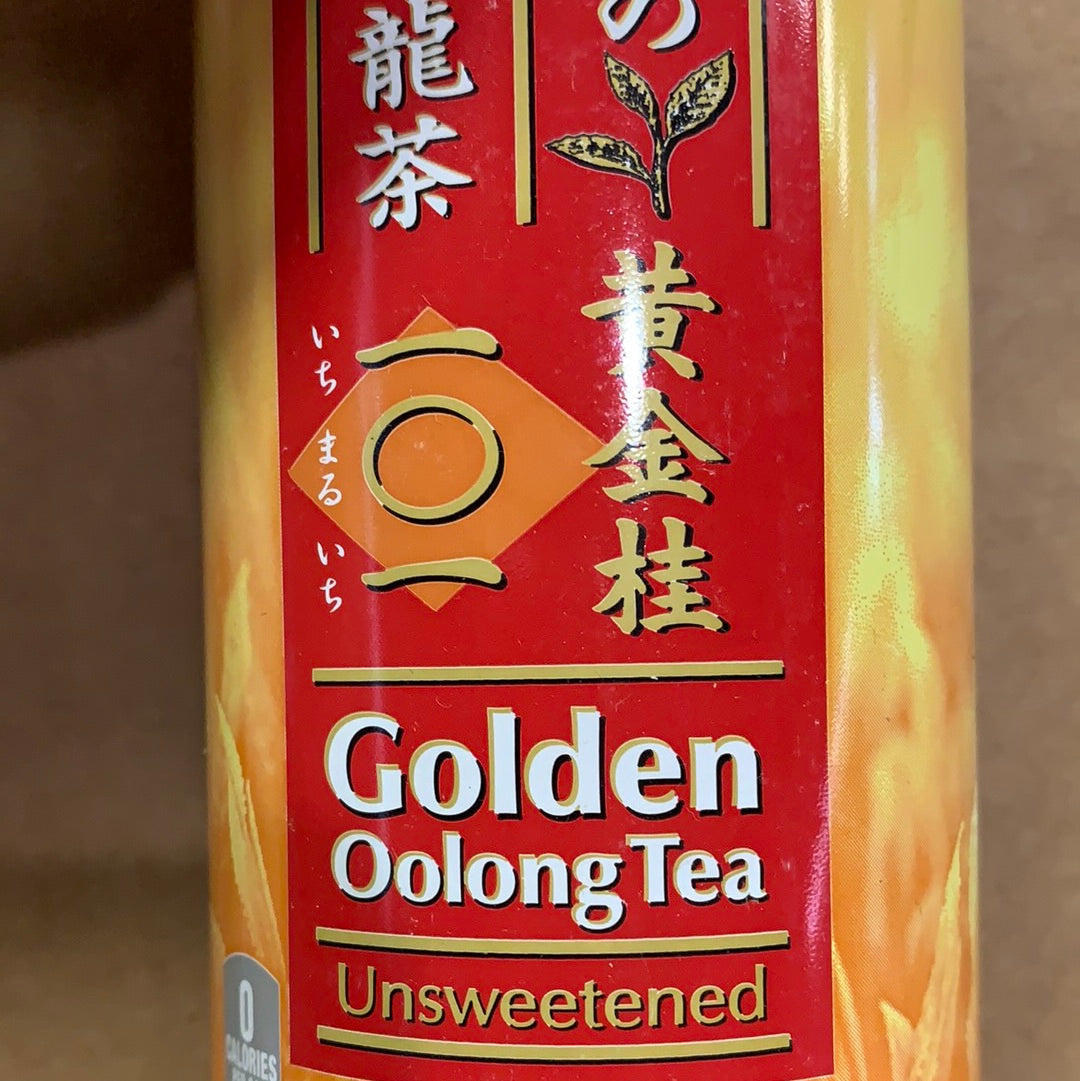 の
黄金桂
龍茶
一〇一
いち まる いち
Golden
Oolong Tea
Unsweetened
0
CALORIES